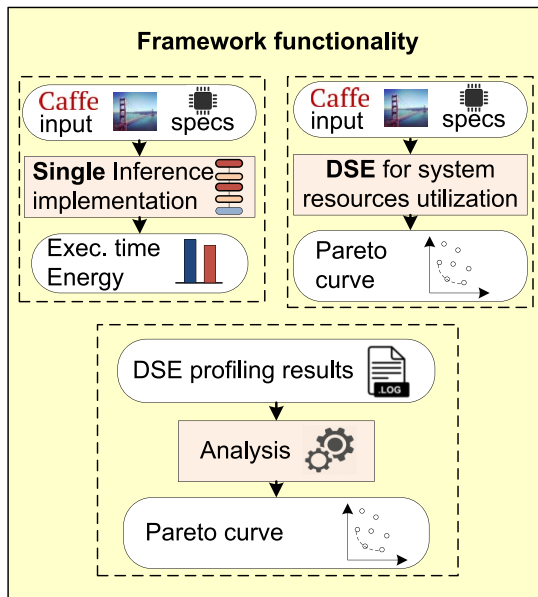 Framework functionality
Caffe
input specs
Single Inference
implementation
Exec. time
Energy
Caffe
input specs
DSE for system
resources utilization
Pareto
curve
DSE profiling results
.LOG
Analysis
Pareto curve